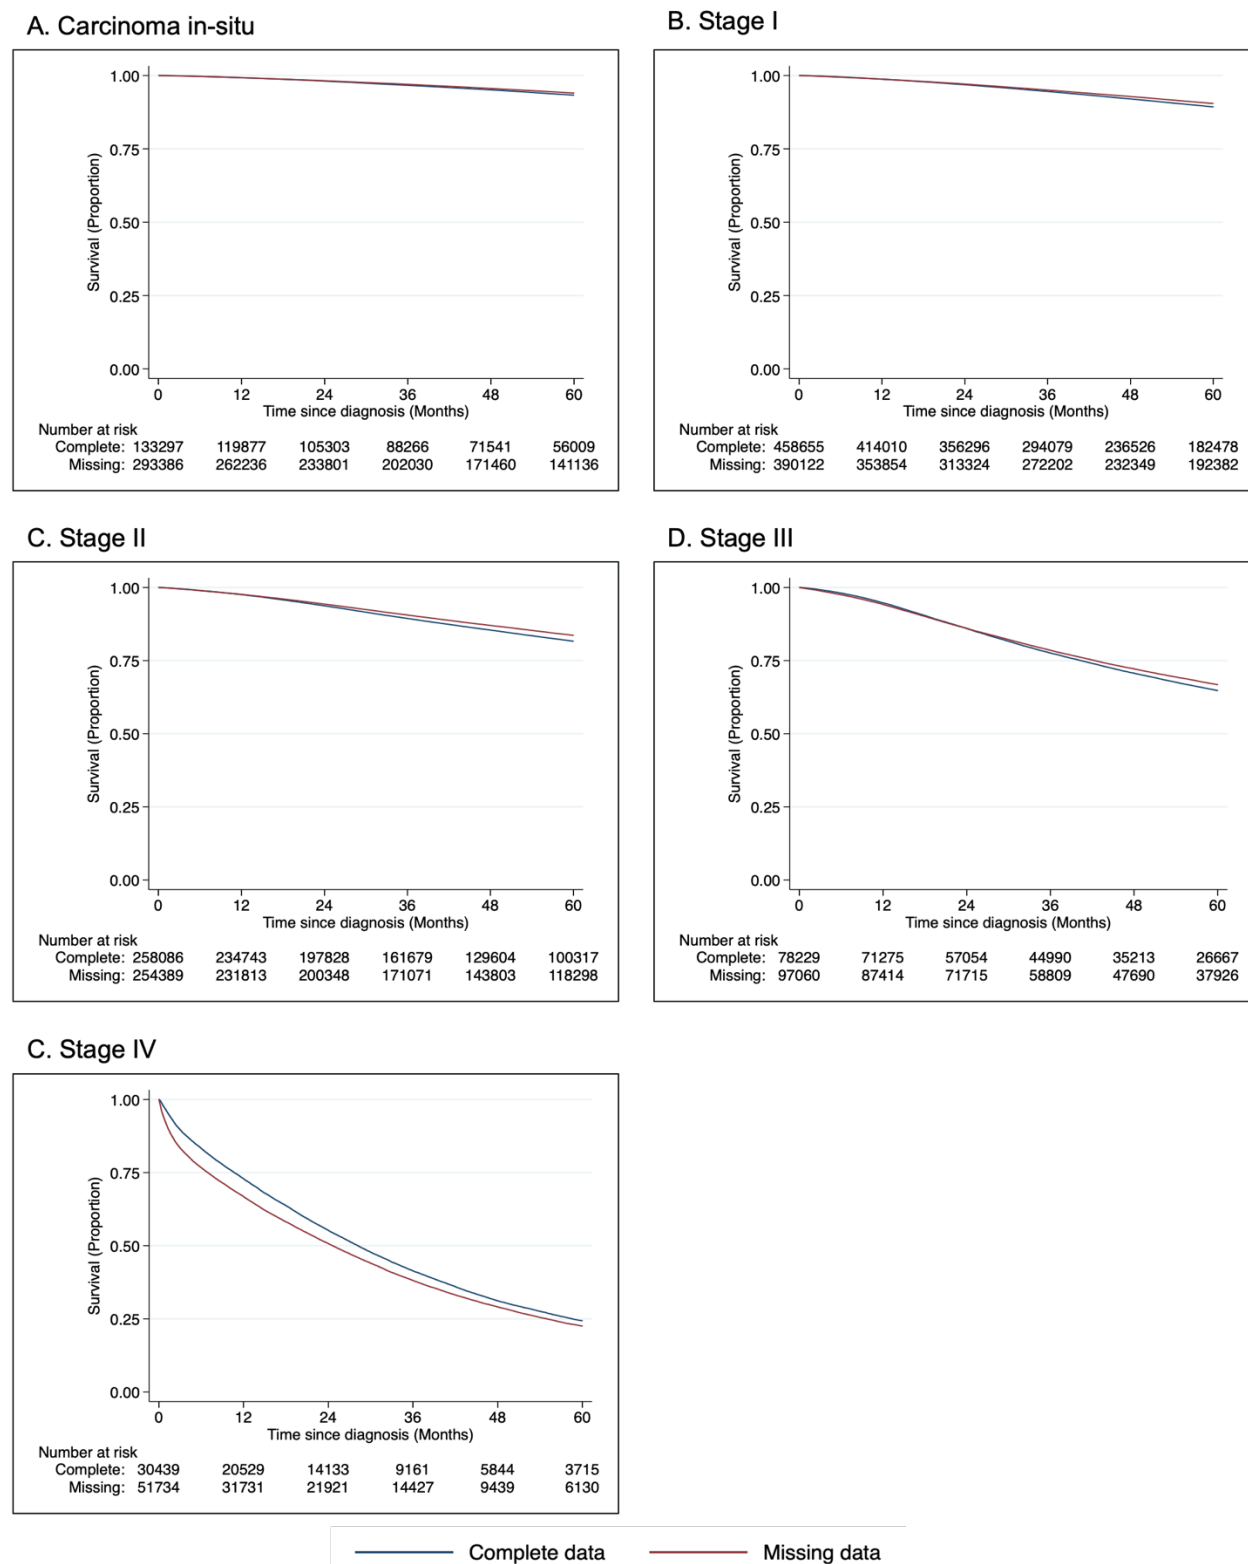 A. Carcinoma in-situ
1.00
0.75
0.50
0.25
0.00
Survival (Proportion)
0 12 24 36 48 60
Time since diagnosis (Months)
Number at risk
Complete: 133297 119877 105303 88266 71541 56009
Missing: 293386 262236 233801 202030 171460 141136
B. Stage I
1.00
0.75
0.50
0.25
0.00
Survival (Proportion)
0 12 24 36 48 60
Time since diagnosis (Months)
Number at risk
Complete: 458655 414010 356296 294079 236526 182478
Missing: 390122 353854 313324 272202 232349 192382
C. Stage II
1.00
0.75
0.50
0.25
0.00
Survival (Proportion)
0 12 24 36 48 60
Time since diagnosis (Months)
Number at risk
Complete: 258086 234743 197828 161679 129604 100317
Missing: 254389 231813 200348 171071 143803 118298
D. Stage III
1.00
0.75
0.50
0.25
0.00
Survival (Proportion)
0 12 24 36 48 60
Time since diagnosis (Months)
Number at risk
Complete: 78229 71275 57054 44990 35213 26667
Missing: 97060 87414 71715 58809 47690 37926
C. Stage IV
1.00
0.75
0.50
0.25
0.00
Survival (Proportion)
0 12 24 36 48 60
Time since diagnosis (Months)
Number at risk
Complete: 30439 20529 14133 9161 5844 3715
Missing: 51734 31731 21921 14427 9439 6130
Complete data Missing data